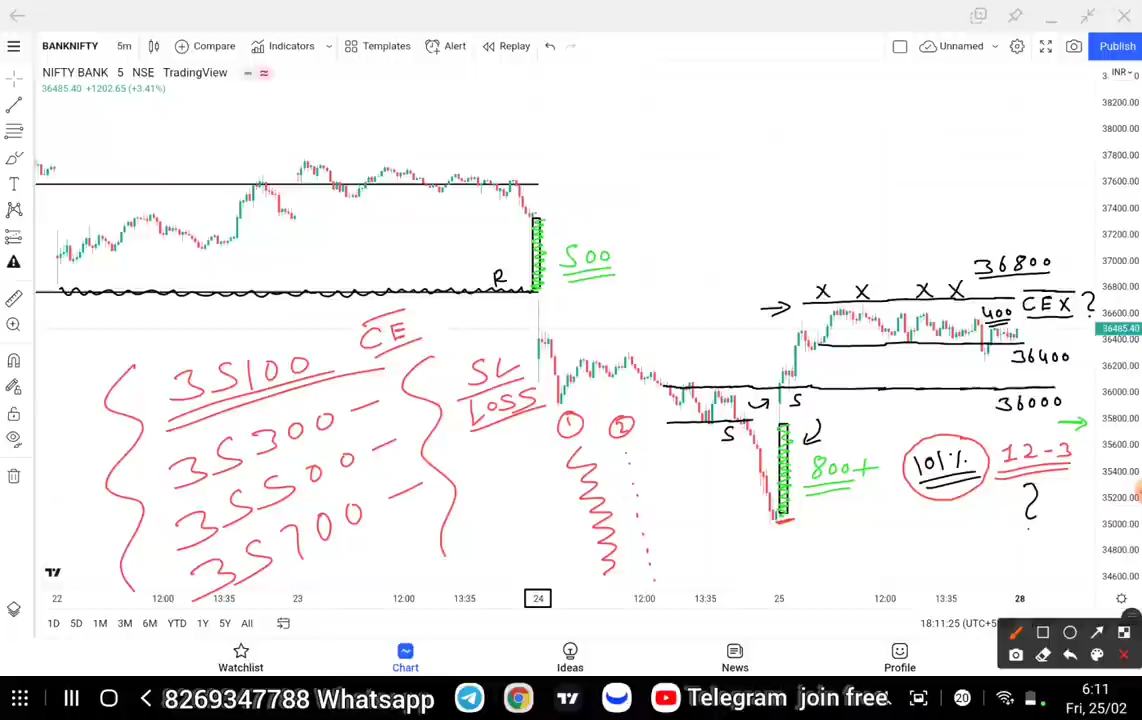 BANKNIFTY 5m Compare Indicators Templates Alert Replay Unnamed Publish
NIFTY BANK 5 NSE TradingView
INR
36485.40 +1202.65 (+3.41%)
38200.00
38000.00
37800.00
37600.00
37400.00
37200.00
37000.00
36800.00
36600.00
36485.40
36400.00
36200.00
36000.00
35800.00
35600.00
35400.00
35200.00
35000.00
34800.00
34600.00
500
R
36800
X X X X
400 CEX ?
36400
36000
S
S
800+
101%
12-3
?
CE
35100
35300 -
35500 -
35700 -
SL
LOSS
1 2
22 12:00 13:35 23 12:00 13:35 24 12:00 13:35 25 12:00 13:35 28
1D 5D 1M 3M 6M YTD 1Y 5Y All
Watchlist Chart Ideas News Profile
8269347788 Whatsapp
Telegram join free
20
6:11
Fri, 25/02